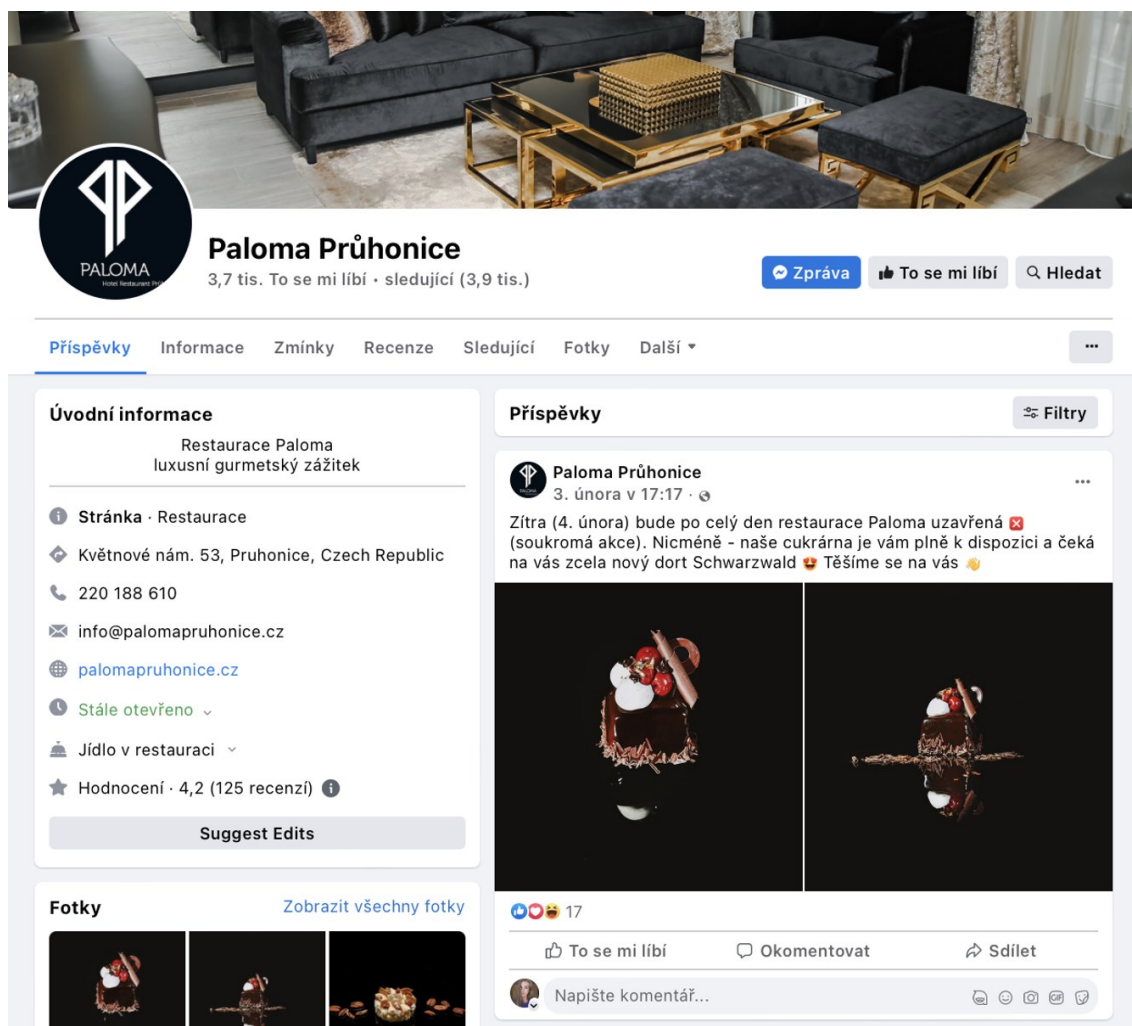 PALOMA
Paloma Průhonice
3,7 tis. To se mi líbí • sledující (3,9 tis.)
Zpráva
To se mi líbí
Hledat
Příspěvky
Informace
Zmínky
Recenze
Sledující
Fotky
Další
Úvodní informace
Restaurace Paloma
luxusní gurmetský zážitek
Stránka · Restaurace
Květnové nám. 53, Pruhonice, Czech Republic
220 188 610
info@palomapruhonice.cz
palomapruhonice.cz
Stále otevřeno
Jídlo v restauraci
Hodnocení · 4,2 (125 recenzí)
Suggest Edits
Fotky
Zobrazit všechny fotky
Příspěvky
Filtry
Paloma Průhonice
3. února v 17:17 ·
Zítra (4. února) bude po celý den restaurace Paloma uzavřená ❌
(soukromá akce). Nicméně - naše cukrárna je vám plně k dispozici a čeká
na vás zcela nový dort Schwarzwald 😍 Těšíme se na vás 👋
17
To se mi líbí
Okomentovat
Sdílet
Napište komentář...
GIF